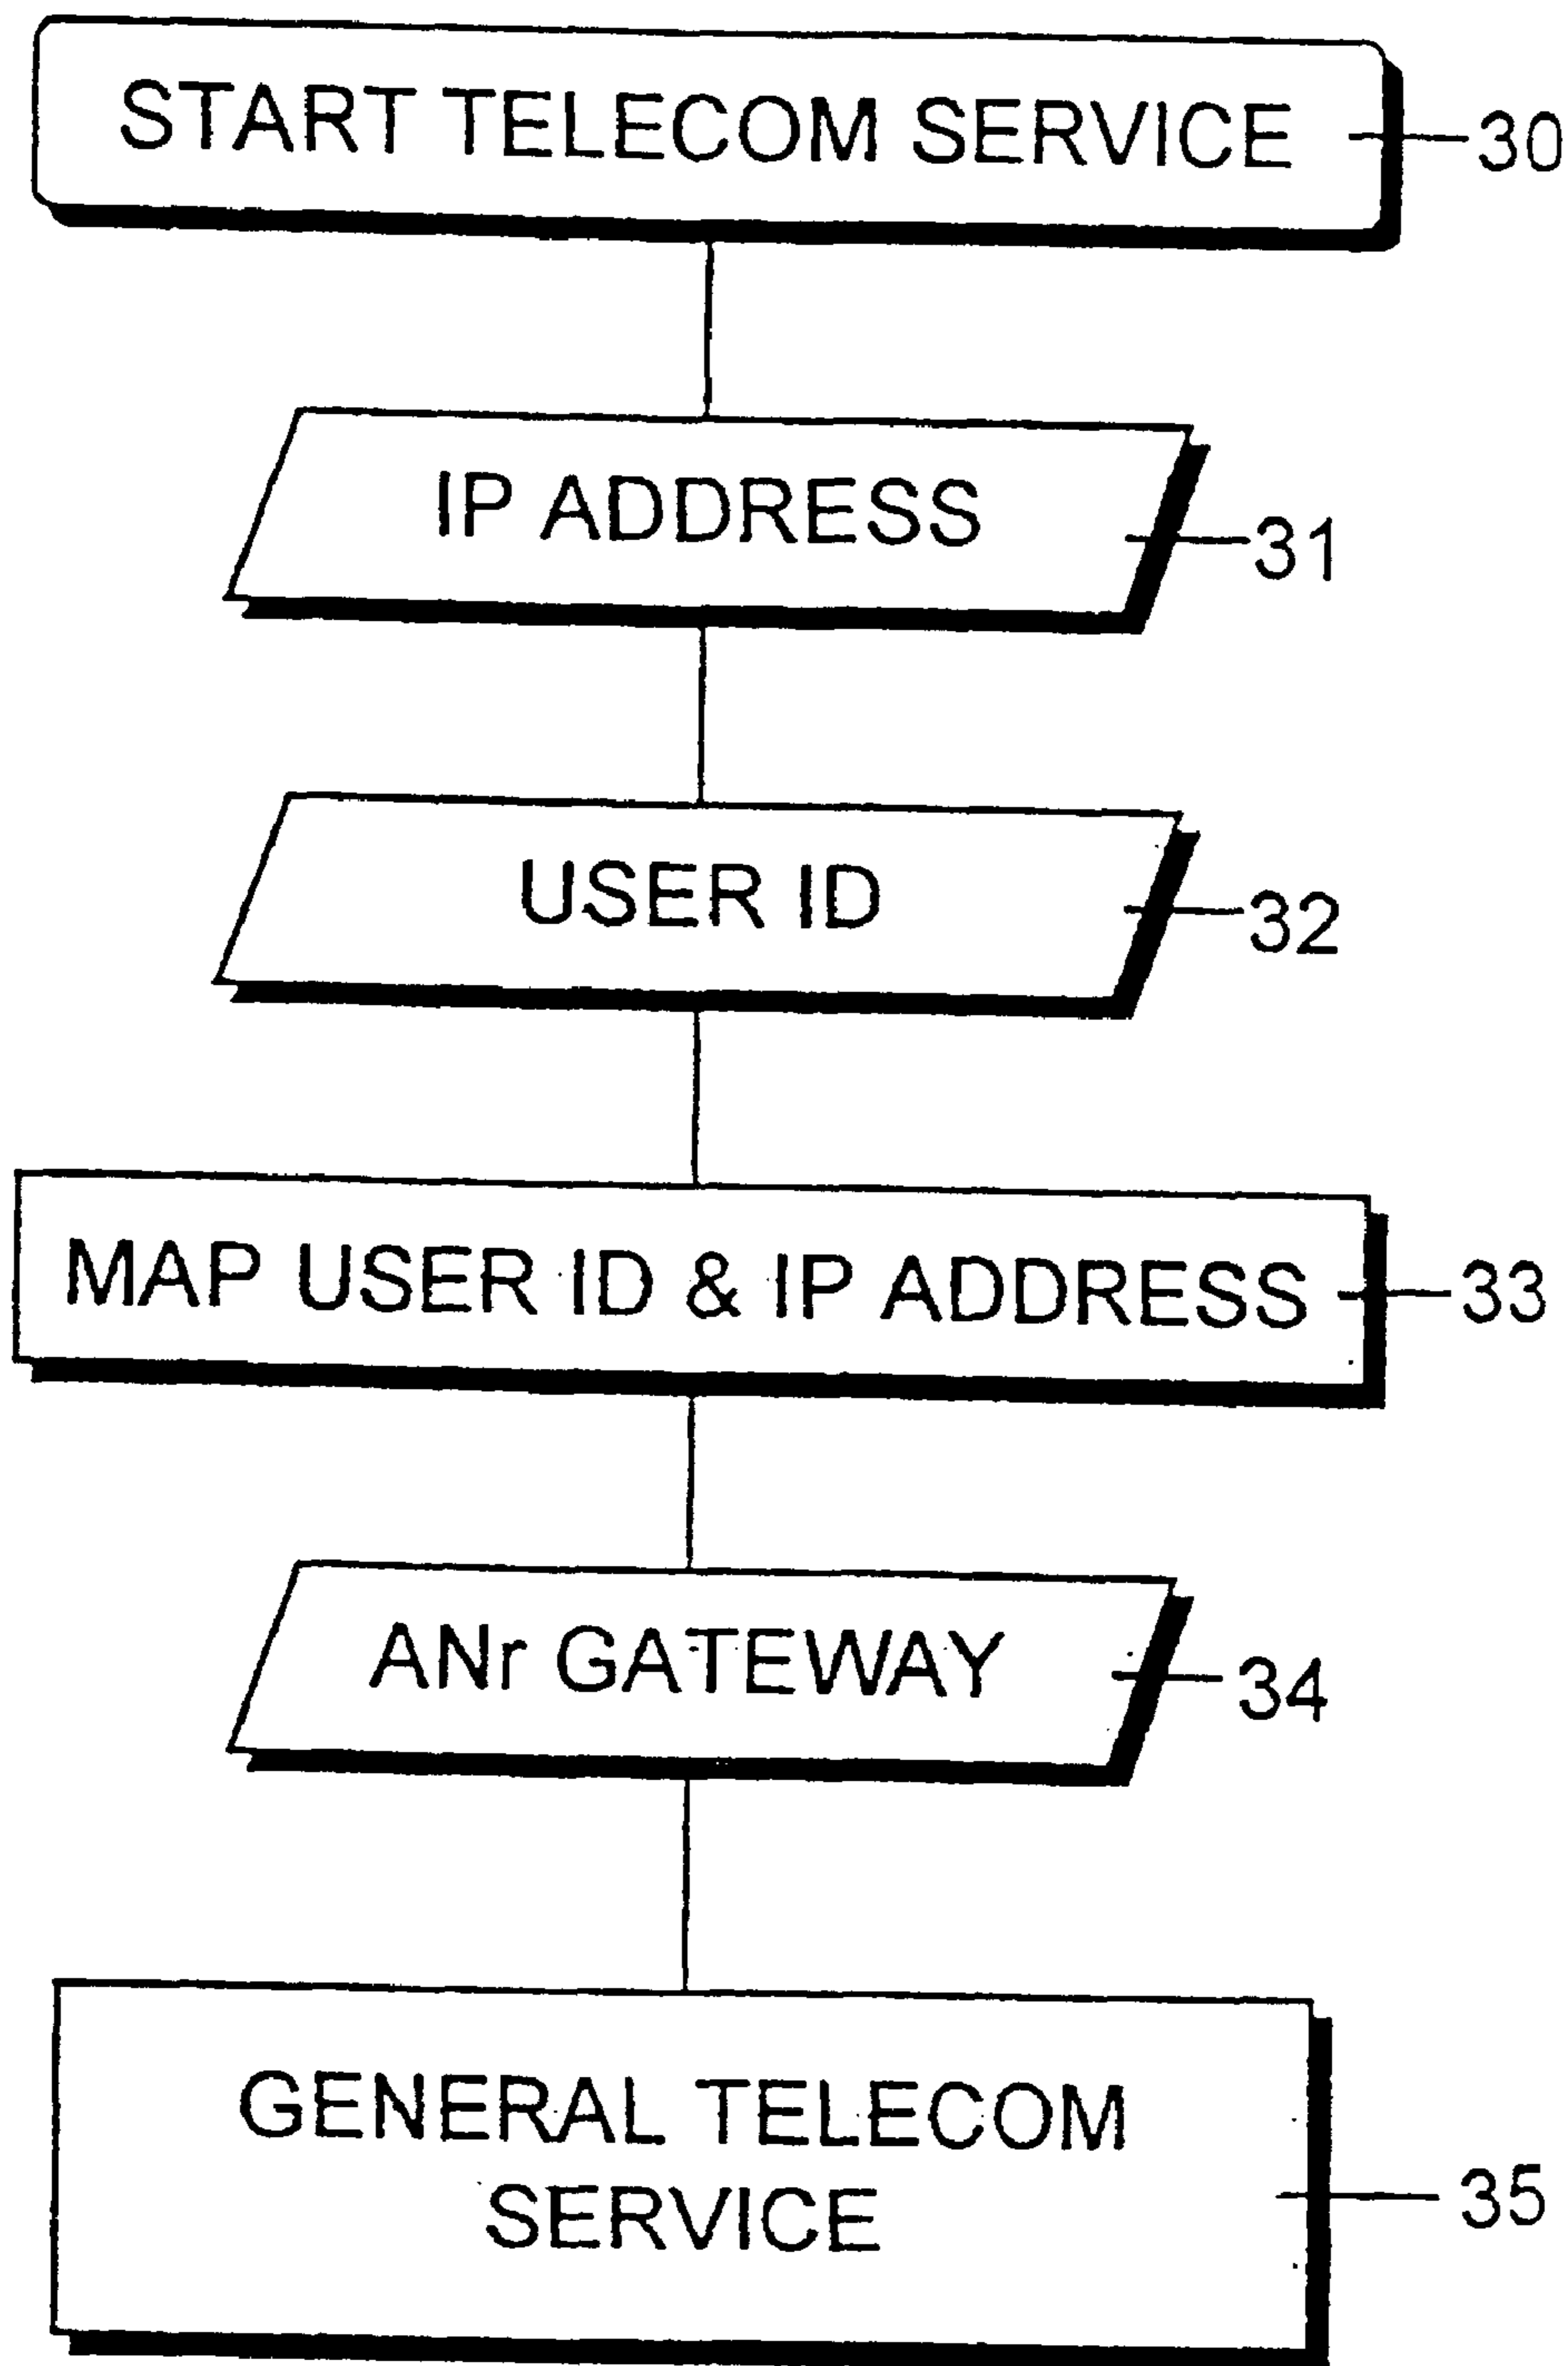 START TELECOM SERVICE 30
IP ADDRESS 31
USER ID 32
MAP USER ID & IP ADDRESS 33
ANr GATEWAY 34
GENERAL TELECOM
SERVICE 35